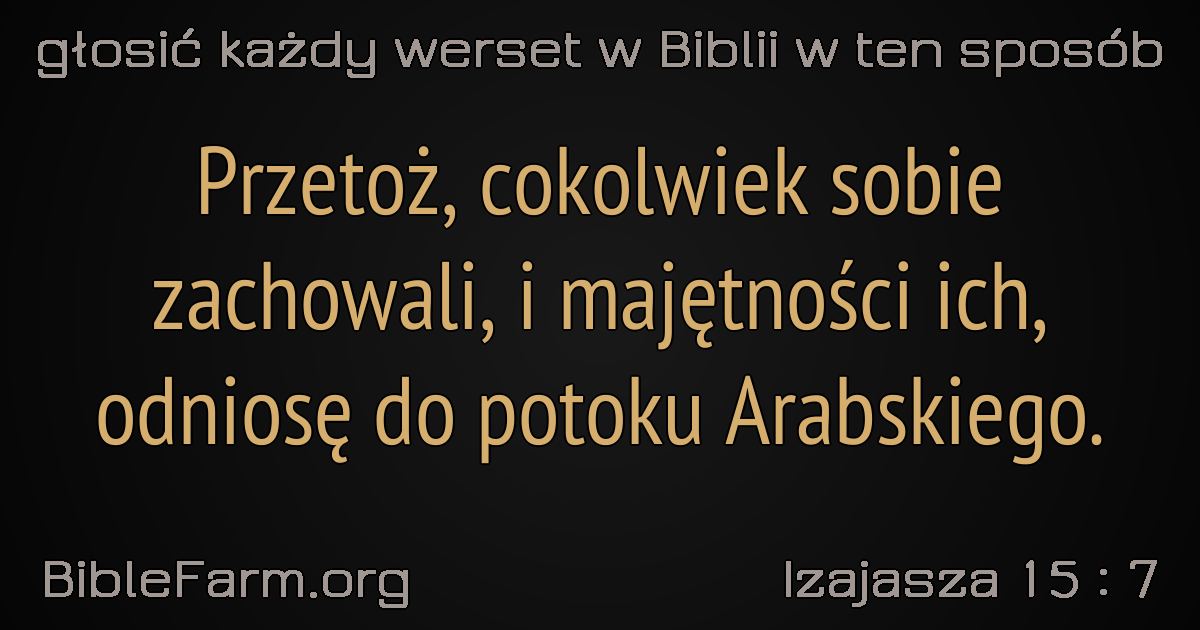 głosić każdy werset w Biblii w ten sposób
Przetoż, cokolwiek sobie
zachowali, i majętności ich,
odniosę do potoku Arabskiego.
BibleFarm.org
Izajasza 15 : 7